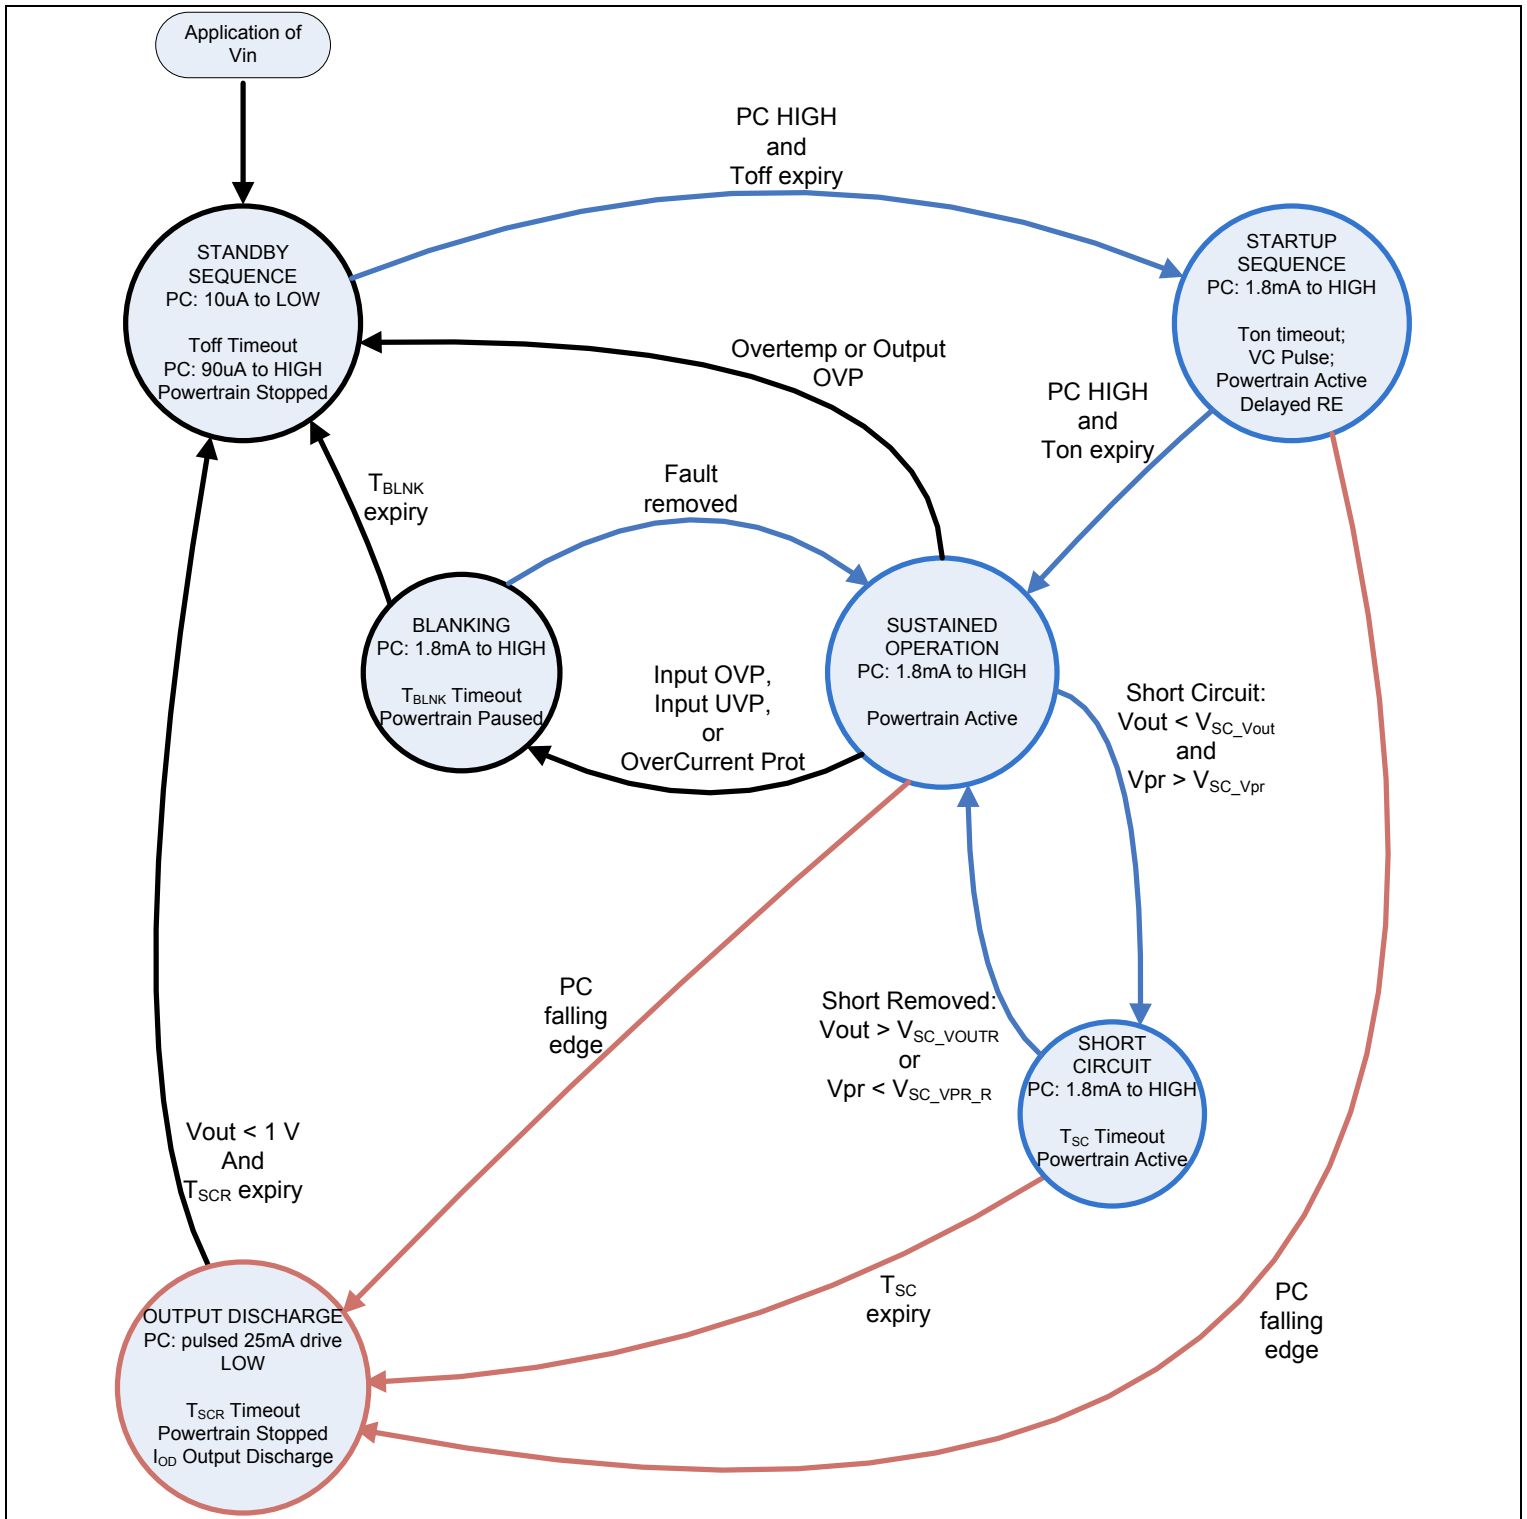 Application of
Vin
PC HIGH
and
Toff expiry
STANDBY
SEQUENCE
PC: 10uA to LOW
Toff Timeout
PC: 90uA to HIGH
Powertrain Stopped
STARTUP
SEQUENCE
PC: 1.8mA to HIGH
Ton timeout;
VC Pulse;
Powertrain Active
Delayed RE
Overtemp or Output
OVP
PC HIGH
and
Ton expiry
TBLNK
expiry
Fault
removed
BLANKING
PC: 1.8mA to HIGH
TBLNK Timeout
Powertrain Paused
Input OVP,
Input UVP,
or
OverCurrent Prot
SUSTAINED
OPERATION
PC: 1.8mA to HIGH
Powertrain Active
Short Circuit:
Vout < VSC_Vout
and
Vpr > VSC_Vpr
PC
falling
edge
Short Removed:
Vout > VSC_VOUTR
or
Vpr < VSC_VPR_R
SHORT
CIRCUIT
PC: 1.8mA to HIGH
TSC Timeout
Powertrain Active
Vout < 1 V
And
TSCR expiry
TSC
expiry
PC
falling
edge
OUTPUT DISCHARGE
PC: pulsed 25mA drive
LOW
TSCR Timeout
Powertrain Stopped
IOD Output Discharge